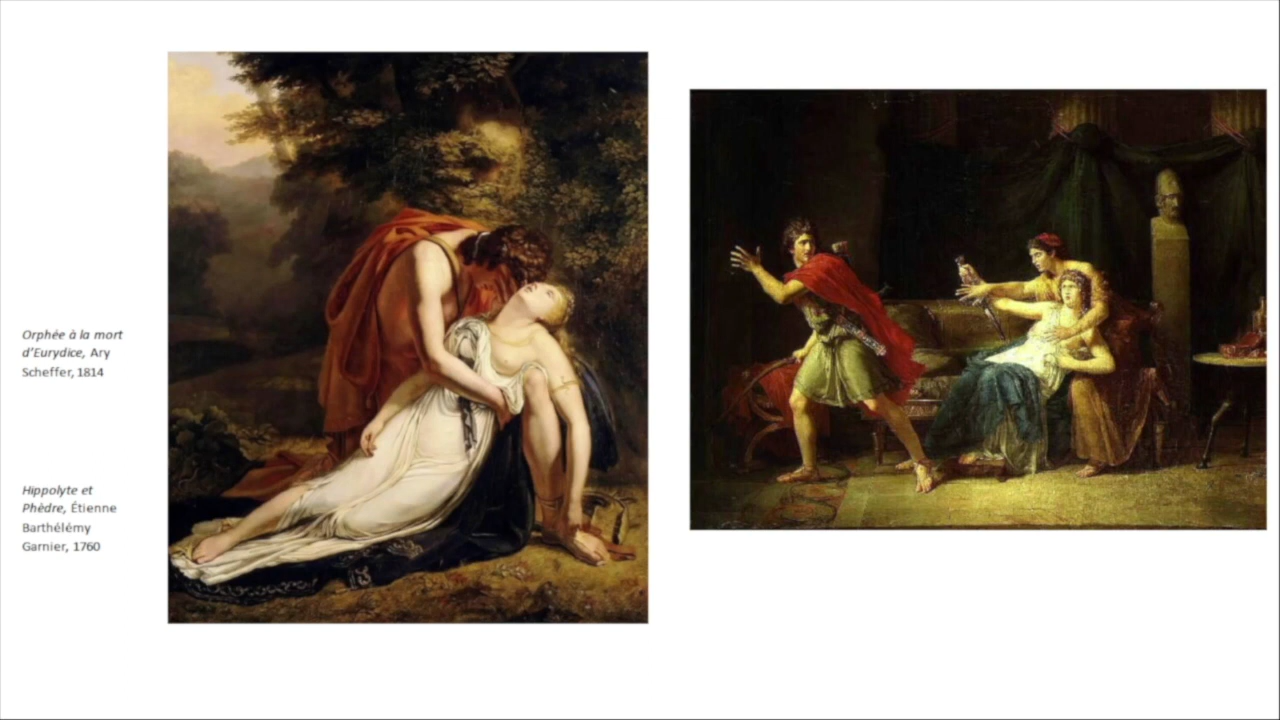 Orphée à la mort
d'Eurydice, Ary
Scheffer, 1814
Hippolyte et
Phèdre, Étienne
Barthélémy
Garnier, 1760